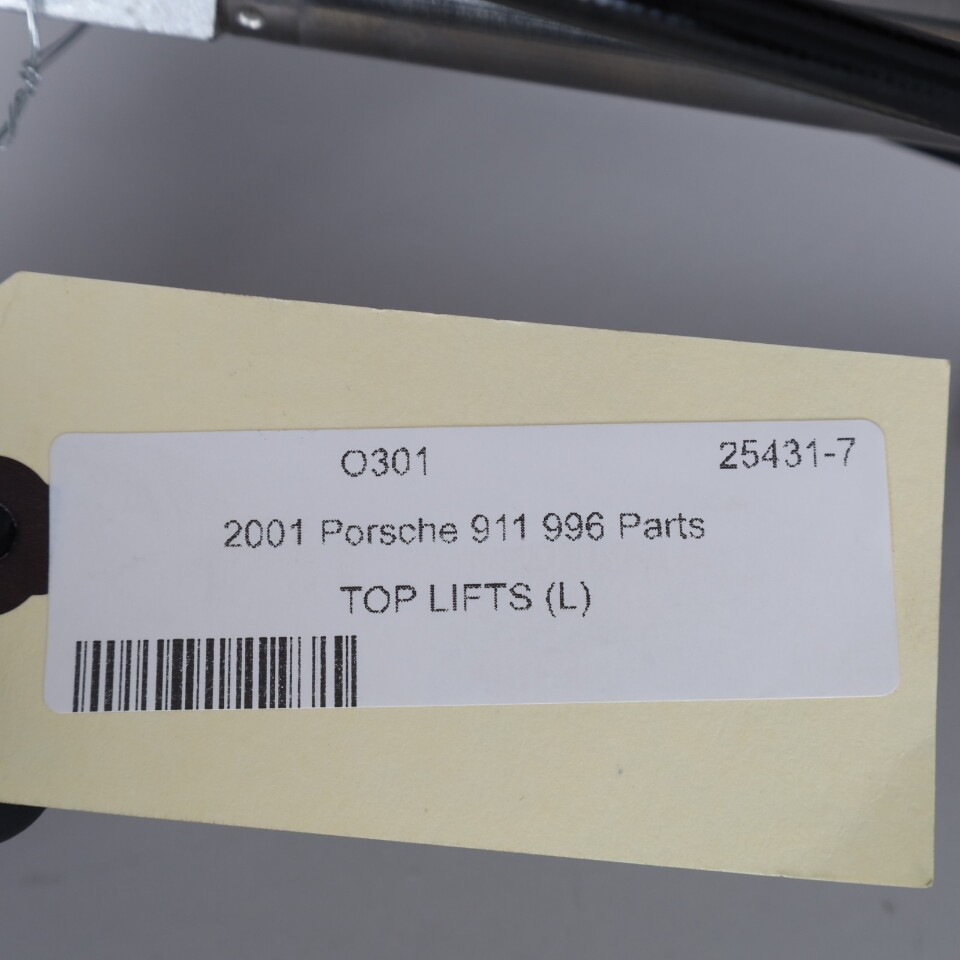 O301 25431-7
2001 Porsche 911 996 Parts
TOP LIFTS (L)